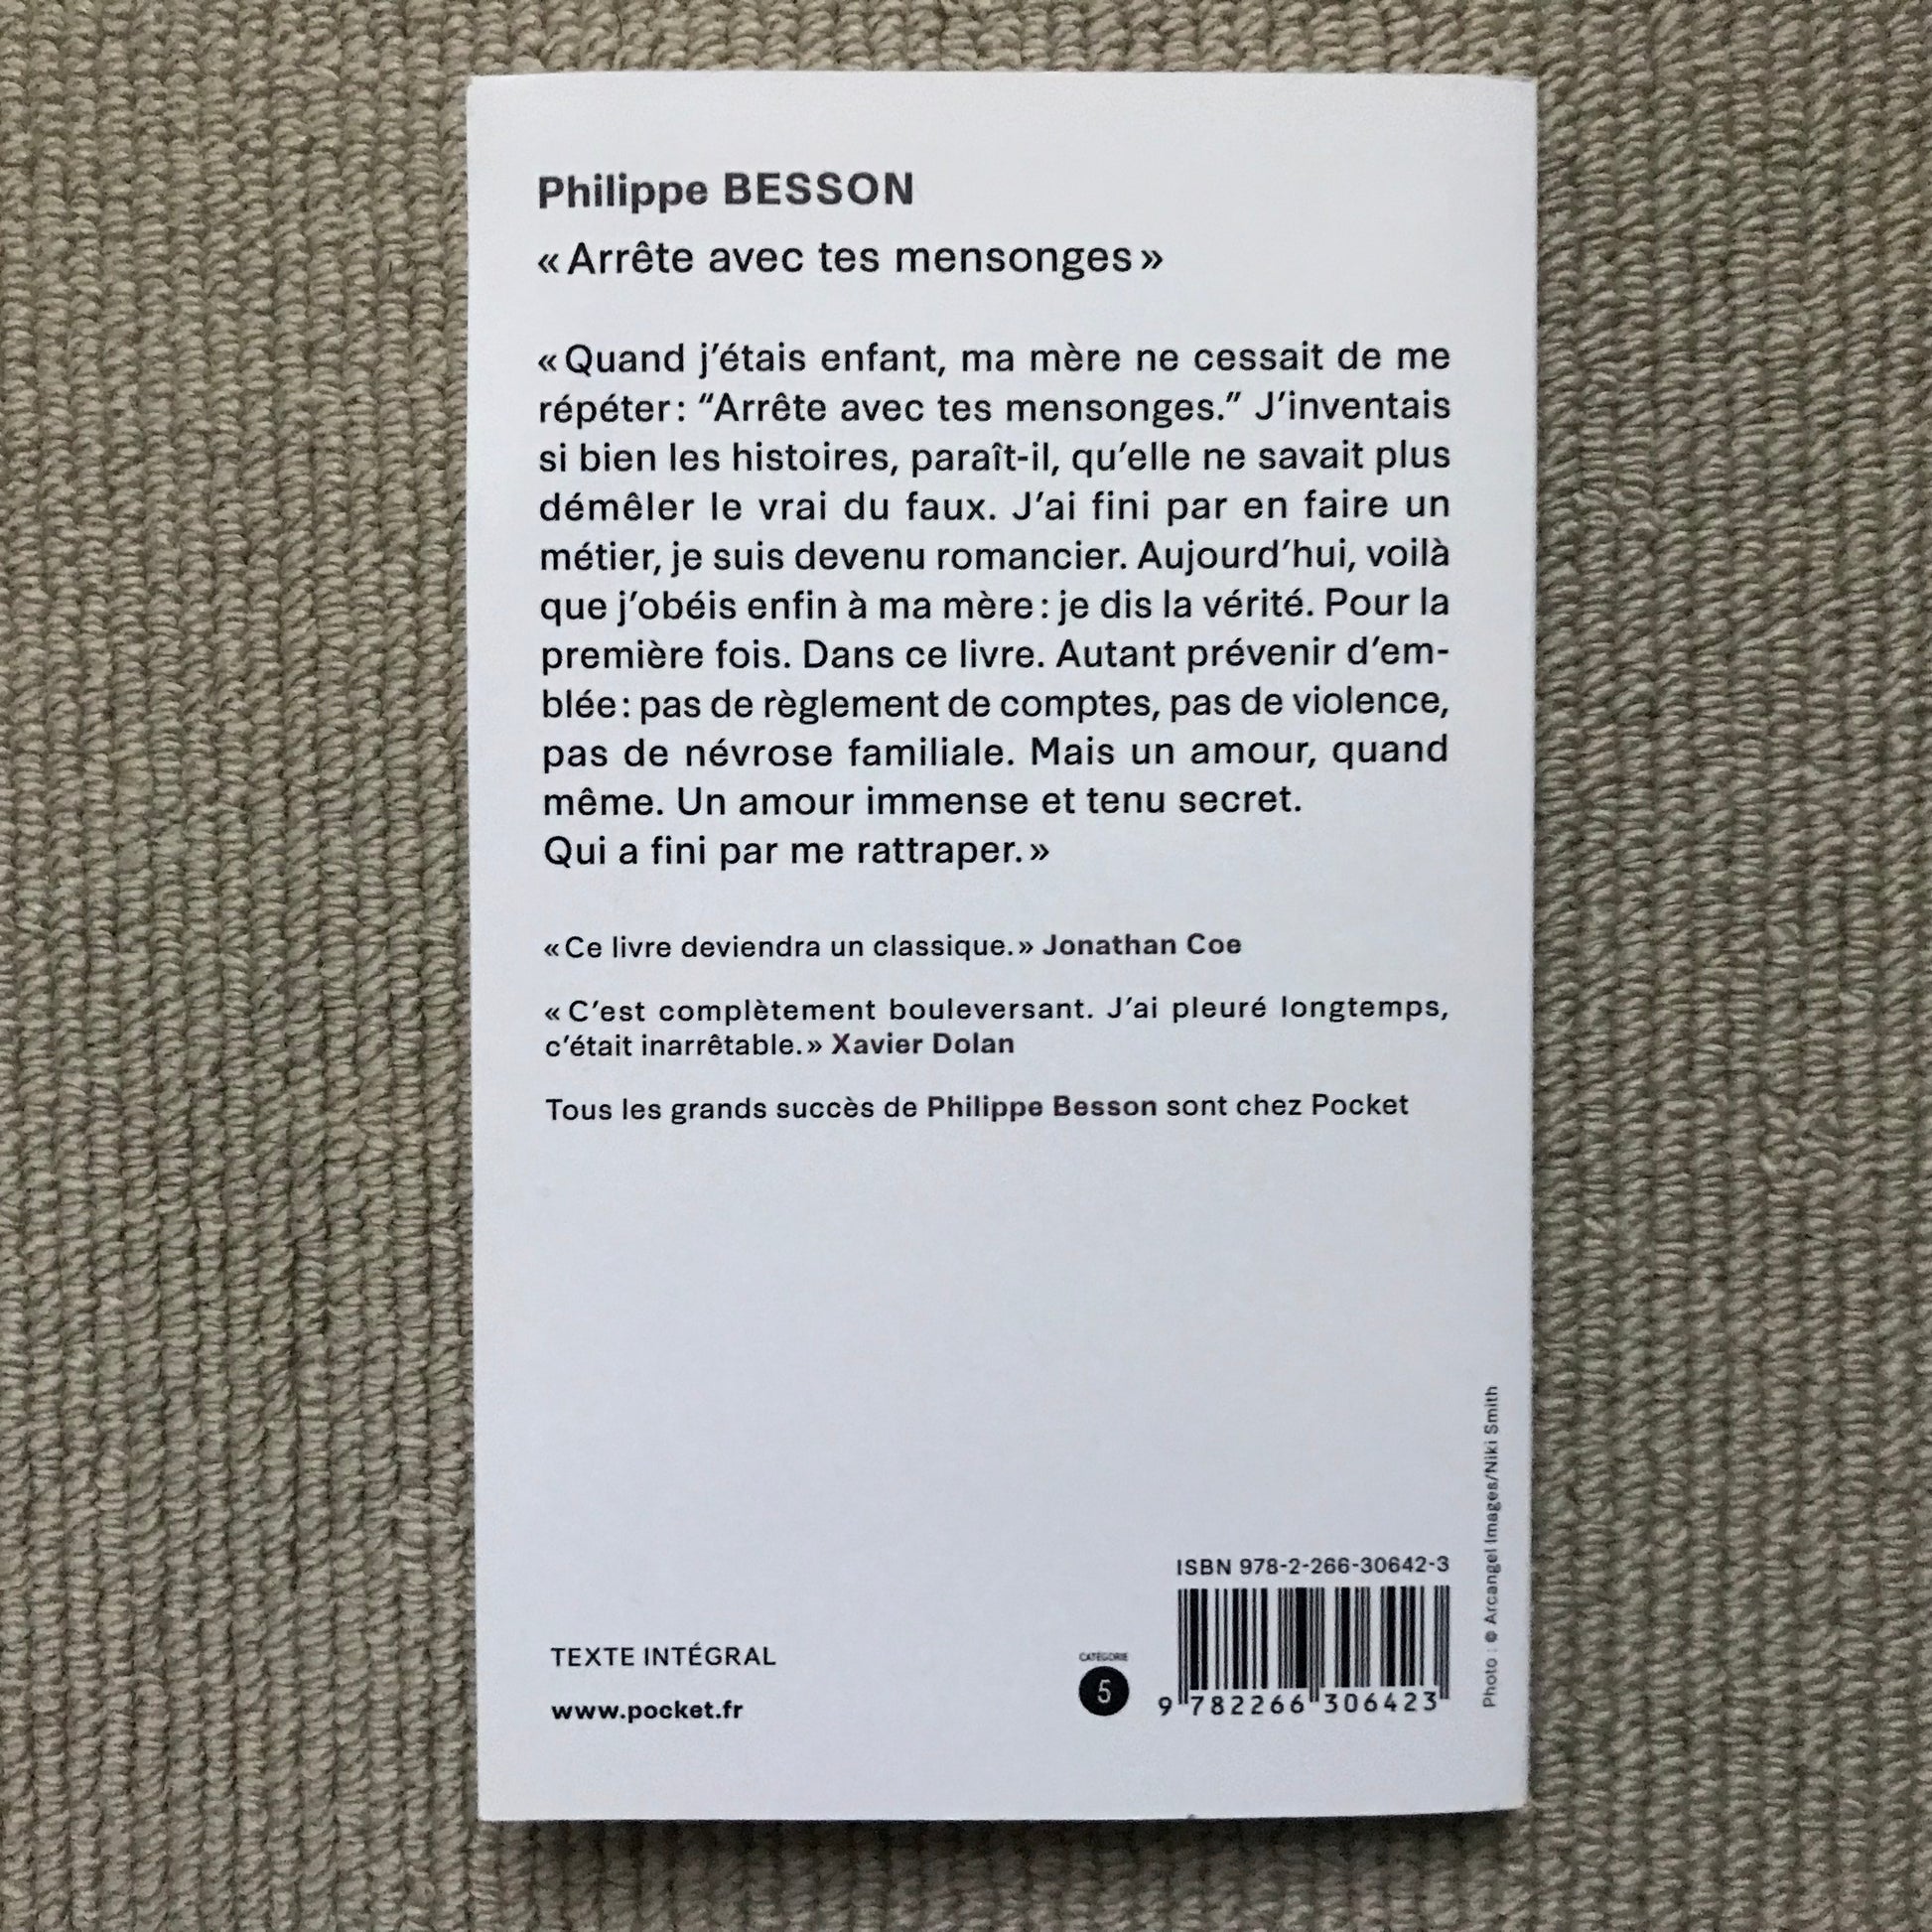 Philippe BESSON
« Arrête avec tes mensonges »
« Quand j’étais enfant, ma mère ne cessait de me
répéter : “Arrête avec tes mensonges.” J’inventais
si bien les histoires, paraît-il, qu’elle ne savait plus
démêler le vrai du faux. J’ai fini par en faire un
métier, je suis devenu romancier. Aujourd’hui, voilà
que j’obéis enfin à ma mère : je dis la vérité. Pour la
première fois. Dans ce livre. Autant prévenir d’em-
blée : pas de règlement de comptes, pas de violence,
pas de névrose familiale. Mais un amour, quand
même. Un amour immense et tenu secret.
Qui a fini par me rattraper. »
« Ce livre deviendra un classique. » Jonathan Coe
« C’est complètement bouleversant. J’ai pleuré longtemps,
c’était inarrêtable. » Xavier Dolan
Tous les grands succès de Philippe Besson sont chez Pocket
TEXTE INTÉGRAL
www.pocket.fr
CATÉGORIE
5
ISBN 978-2-266-30642-3
9 782266 306423
Photo : © Arcangel Images/Niki Smith